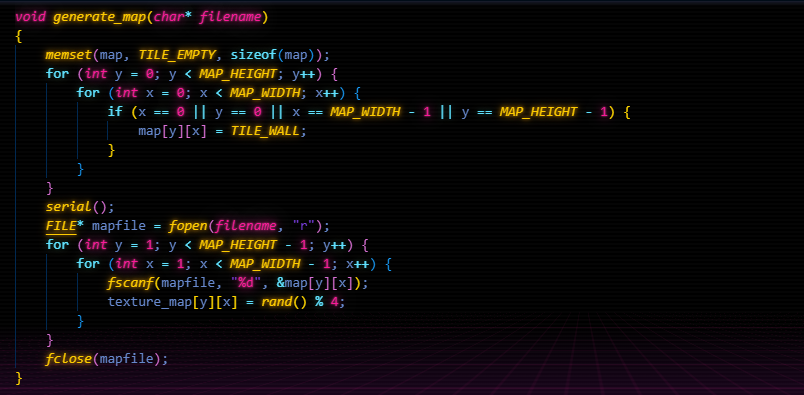 void generate_map(char* filename)
{
    memset(map, TILE_EMPTY, sizeof(map));
    for (int y = 0; y < MAP_HEIGHT; y++) {
        for (int x = 0; x < MAP_WIDTH; x++) {
            if (x == 0 || y == 0 || x == MAP_WIDTH - 1 || y == MAP_HEIGHT - 1) {
                map[y][x] = TILE_WALL;
            }
        }
    }
    serial();
    FILE* mapfile = fopen(filename, "r");
    for (int y = 1; y < MAP_HEIGHT - 1; y++) {
        for (int x = 1; x < MAP_WIDTH - 1; x++) {
            fscanf(mapfile, "%d", &map[y][x]);
            texture_map[y][x] = rand() % 4;
        }
    }
    fclose(mapfile);
}